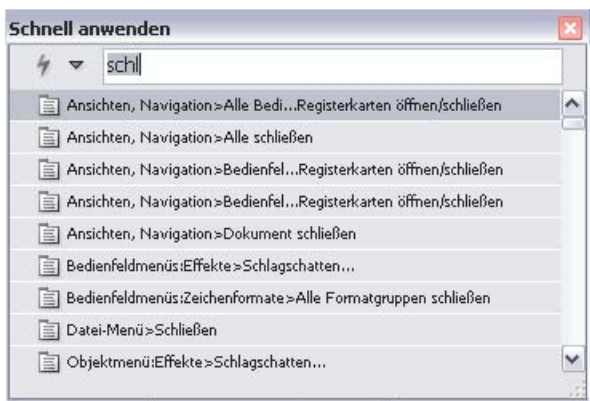 Schnell anwenden
schl
Ansichten, Navigation>Alle Bedi...Registerkarten öffnen/schließen
Ansichten, Navigation>Alle schließen
Ansichten, Navigation>Bedienfel...Registerkarten öffnen/schließen
Ansichten, Navigation>Bedienfel...Registerkarten öffnen/schließen
Ansichten, Navigation>Dokument schließen
Bedienfeldmenüs:Effekte>Schlagschatten...
Bedienfeldmenüs:Zeichenformate>Alle Formatgruppen schließen
Datei-Menü>Schließen
Objektmenü:Effekte>Schlagschatten...